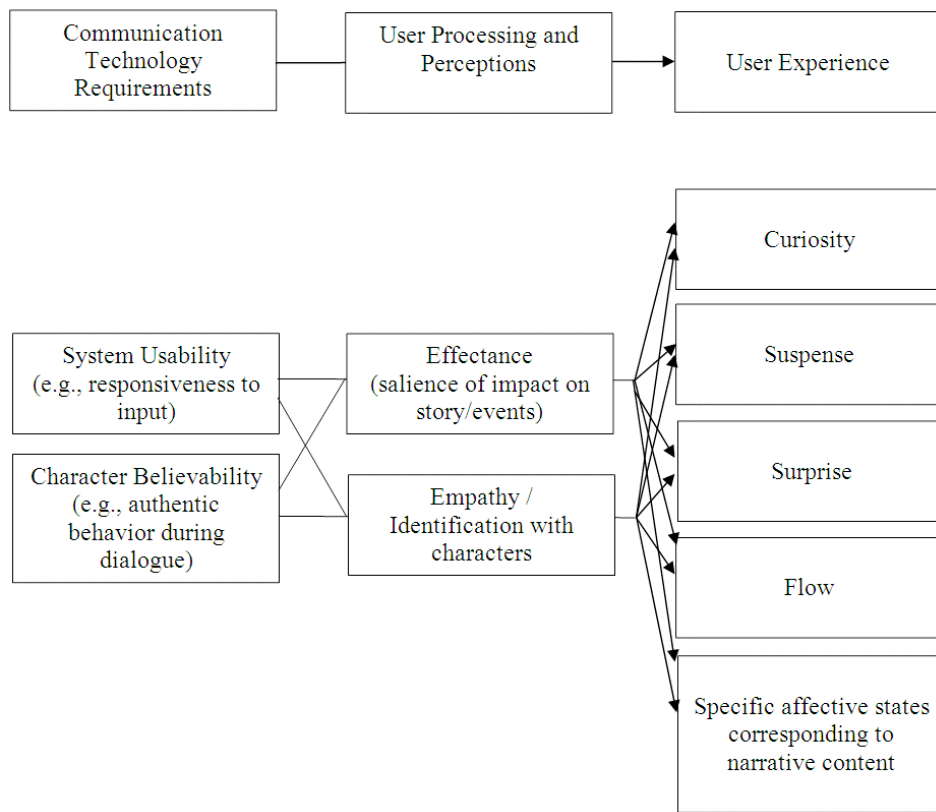 Communication
Technology
Requirements
User Processing and
Perceptions
User Experience
System Usability
(e.g., responsiveness to
input)
Character Believability
(e.g., authentic
behavior during
dialogue)
Effectance
(salience of impact on
story/events)
Empathy /
Identification with
characters
Curiosity
Suspense
Surprise
Flow
Specific affective states
corresponding to
narrative content